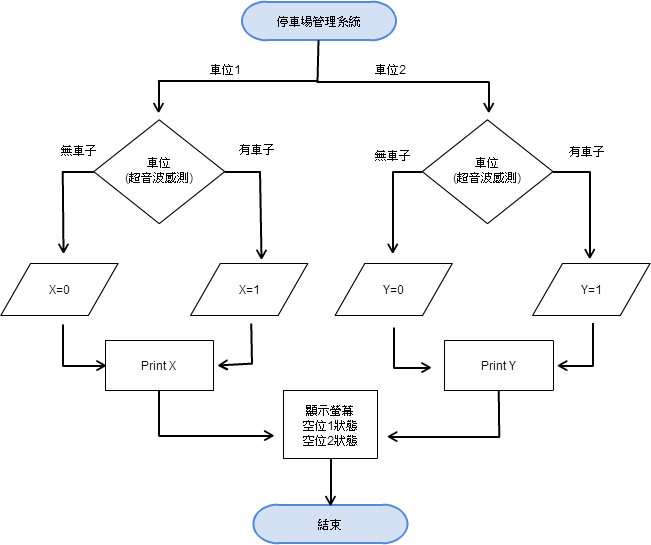 停車場管理系統
車位1
車位2
無車子
有車子
無車子
有車子
車位
(超音波感測)
車位
(超音波感測)
X=0
X=1
Y=0
Y=1
Print X
Print Y
顯示螢幕
空位1狀態
空位2狀態
結束